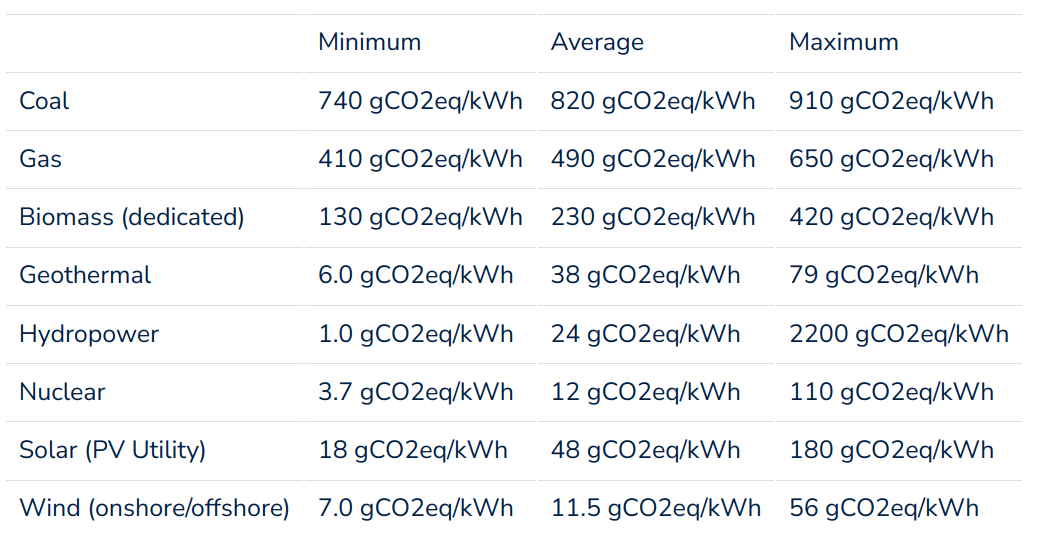 Minimum Average Maximum
Coal 740 gCO2eq/kWh 820 gCO2eq/kWh 910 gCO2eq/kWh
Gas 410 gCO2eq/kWh 490 gCO2eq/kWh 650 gCO2eq/kWh
Biomass (dedicated) 130 gCO2eq/kWh 230 gCO2eq/kWh 420 gCO2eq/kWh
Geothermal 6.0 gCO2eq/kWh 38 gCO2eq/kWh 79 gCO2eq/kWh
Hydropower 1.0 gCO2eq/kWh 24 gCO2eq/kWh 2200 gCO2eq/kWh
Nuclear 3.7 gCO2eq/kWh 12 gCO2eq/kWh 110 gCO2eq/kWh
Solar (PV Utility) 18 gCO2eq/kWh 48 gCO2eq/kWh 180 gCO2eq/kWh
Wind (onshore/offshore) 7.0 gCO2eq/kWh 11.5 gCO2eq/kWh 56 gCO2eq/kWh